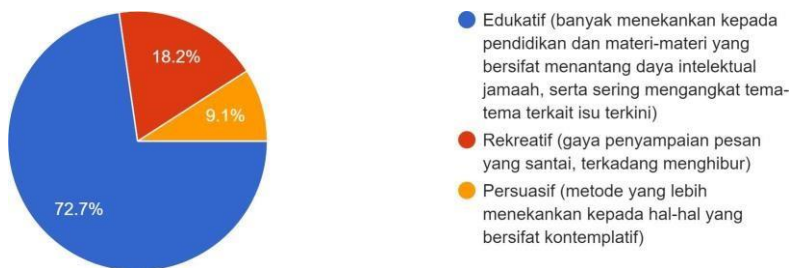 18.2%
9.1%
72.7%
Edukatif (banyak menekankan kepada
pendidikan dan materi-materi yang
bersifat menantang daya intelektual
jamaah, serta sering mengangkat tema-
tema terkait isu terkini)
Rekreatif (gaya penyampaian pesan
yang santai, terkadang menghibur)
Persuasif (metode yang lebih
menekankan kepada hal-hal yang
bersifat kontemplatif)